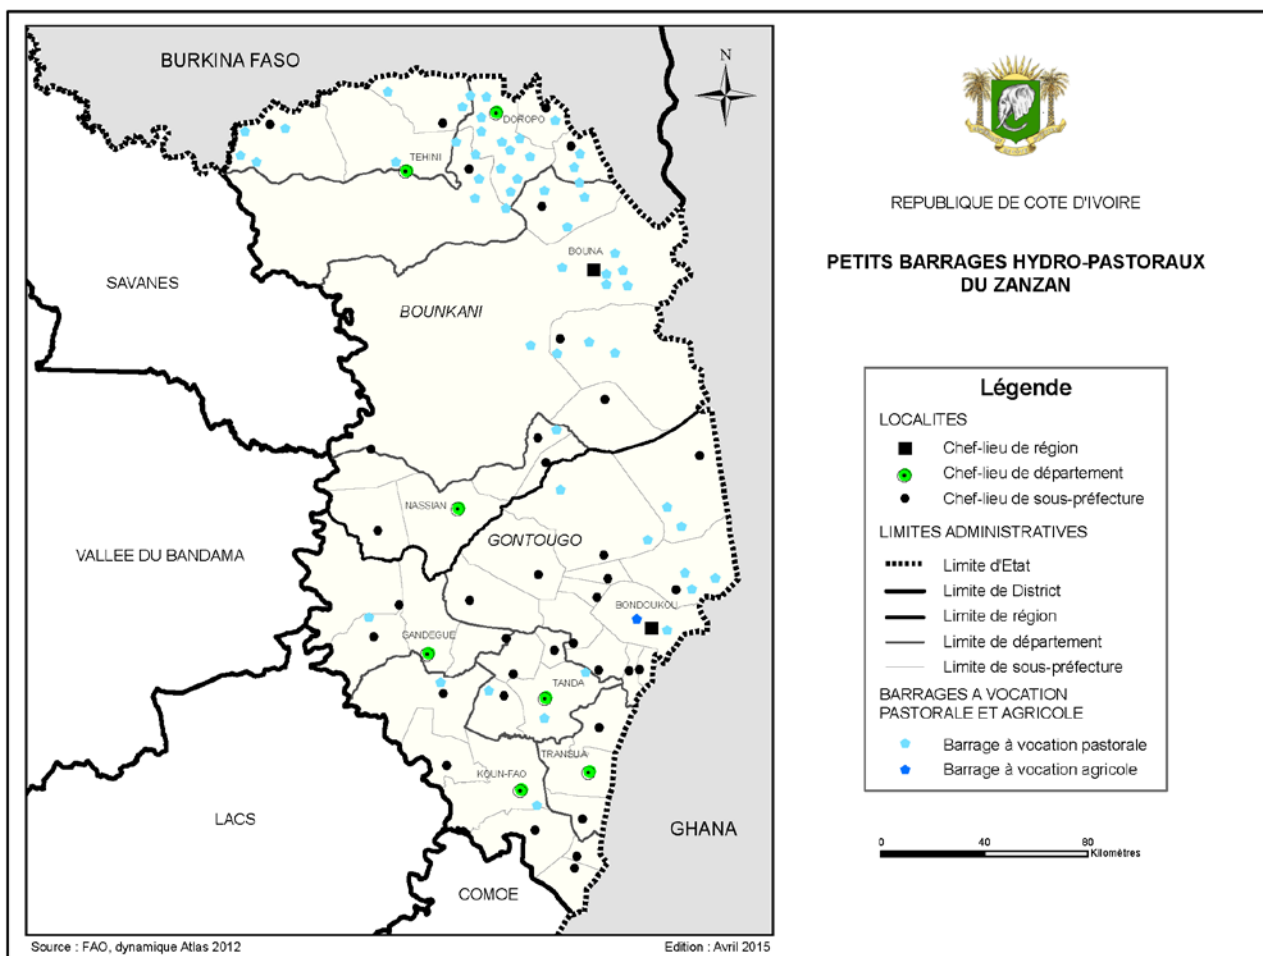 BURKINA FASO
N
DOROPO
TEHINI
REPUBLIQUE DE COTE D'IVOIRE
PETITS BARRAGES HYDRO-PASTORAUX
DU ZANZAN
BOUNA
SAVANES
BOUNKANI
Légende
LOCALITES
Chef-lieu de région
Chef-lieu de département
Chef-lieu de sous-préfecture
LIMITES ADMINISTRATIVES
Limite d'Etat
Limite de District
Limite de région
Limite de département
Limite de sous-préfecture
BARRAGES A VOCATION
PASTORALE ET AGRICOLE
Barrage à vocation pastorale
Barrage à vocation agricole
NASSIAN
GONTOUGO
VALLEE DU BANDAMA
BONDOUKOU
GANDEGUE
TANDA
TRANSUA
KOUN-FAO
LACS
GHANA
COMOE
0 40 80
Kilomètres
Source : FAO, dynamique Atlas 2012
Edition : Avril 2015